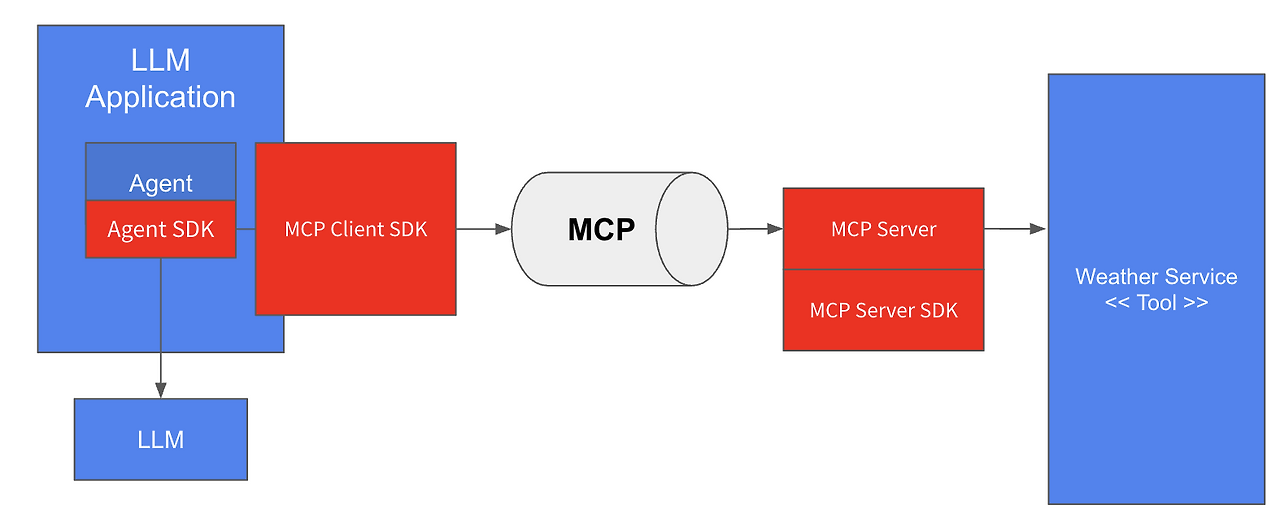 LLM
Application
Agent
Agent SDK
MCP Client SDK
MCP
MCP Server
MCP Server SDK
Weather Service
<< Tool >>
LLM